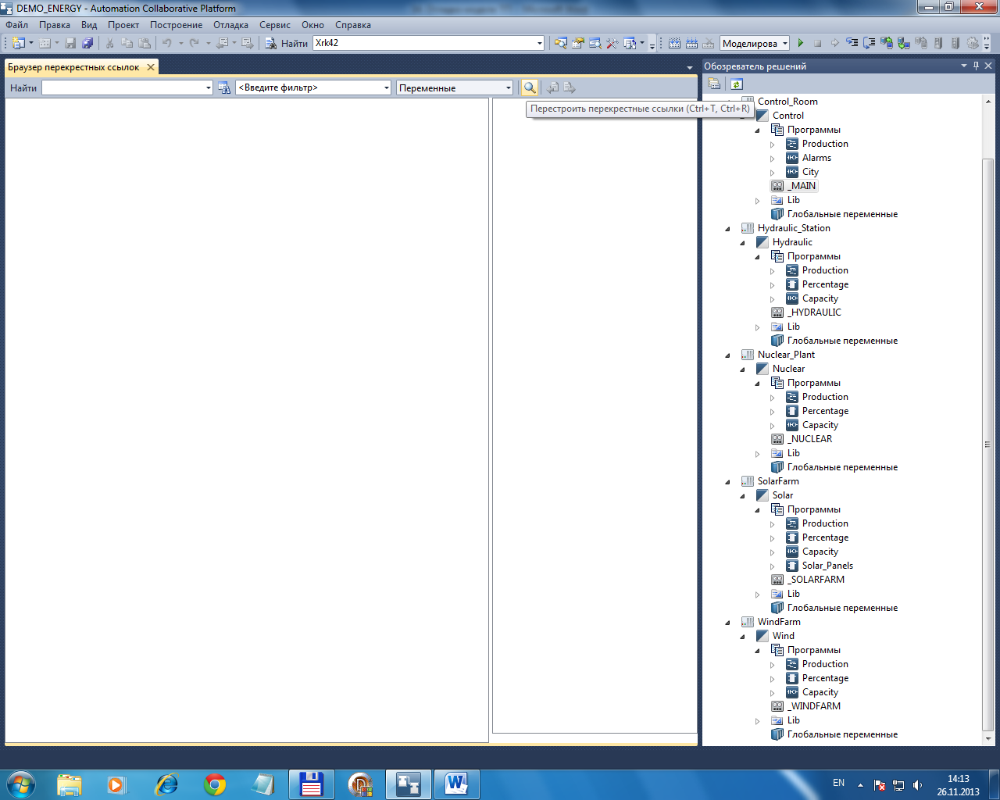 DEMO_ENERGY - Automation Collaborative Platform
Файл Правка Вид Проект Построение Отладка Сервис Окно Справка
Найти Xrk42 Моделирова
Браузер перекрестных ссылок
Найти <Введите фильтр> Переменные
Перестроить перекрестные ссылки (Ctrl+T, Ctrl+R)
Обозреватель решений
Control_Room
Control
Программы
Production
Alarms
City
_MAIN
Lib
Глобальные переменные
Hydraulic_Station
Hydraulic
Программы
Production
Percentage
Capacity
_HYDRAULIC
Lib
Глобальные переменные
Nuclear_Plant
Nuclear
Программы
Production
Percentage
Capacity
_NUCLEAR
Lib
Глобальные переменные
SolarFarm
Solar
Программы
Production
Percentage
Capacity
Solar_Panels
_SOLARFARM
Lib
Глобальные переменные
WindFarm
Wind
Программы
Production
Percentage
Capacity
_WINDFARM
Lib
Глобальные переменные
EN
14:13
26.11.2013